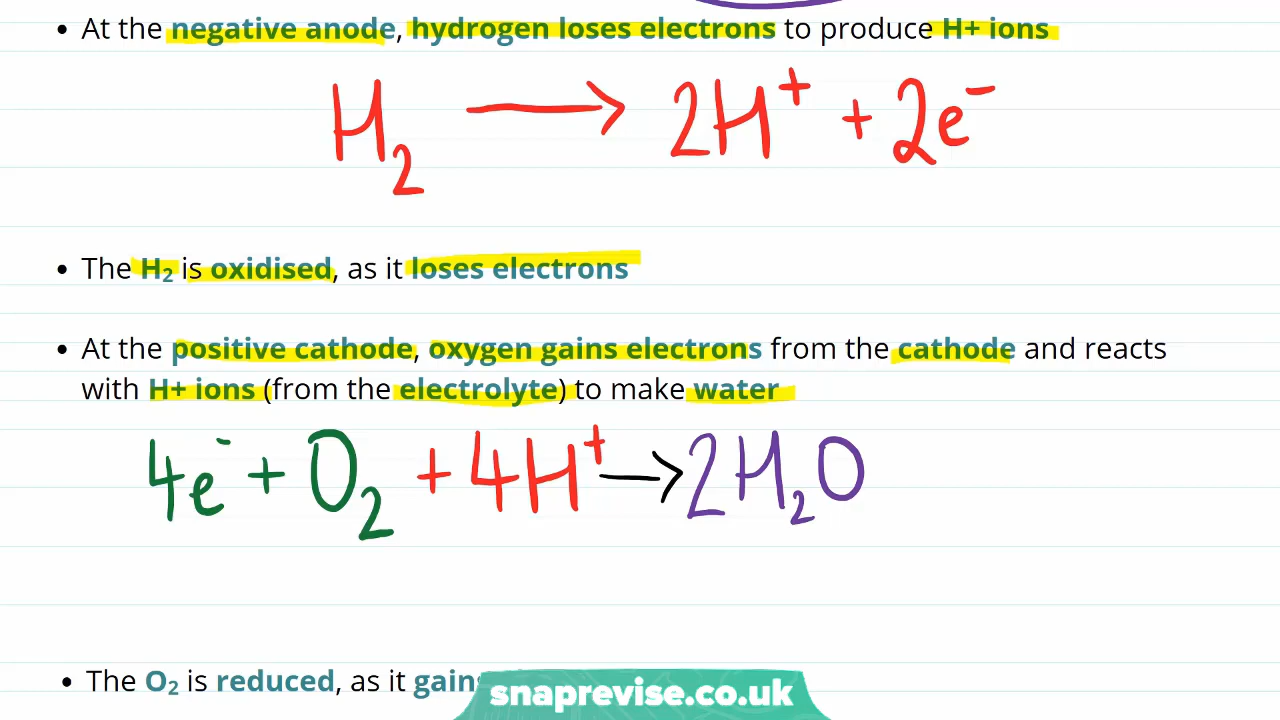 • At the negative anode, hydrogen loses electrons to produce H+ ions
H₂ → 2H⁺ + 2e⁻
• The H₂ is oxidised, as it loses electrons
• At the positive cathode, oxygen gains electrons from the cathode and reacts
with H+ ions (from the electrolyte) to make water
4e⁻ + O₂ + 4H⁺ → 2H₂O
• The O₂ is reduced, as it gains
snaprevise.co.uk